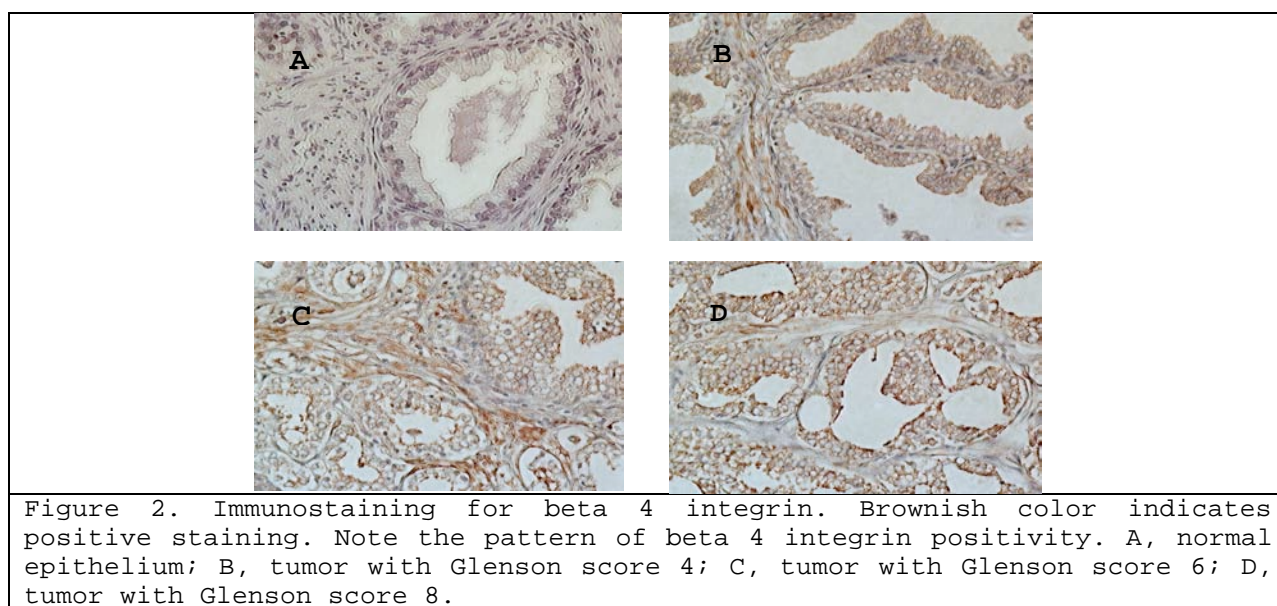 A
B
C
D
Figure 2. Immunostaining for beta 4 integrin. Brownish color indicates
positive staining. Note the pattern of beta 4 integrin positivity. A, normal
epithelium; B, tumor with Glenson score 4; C, tumor with Glenson score 6; D,
tumor with Glenson score 8.